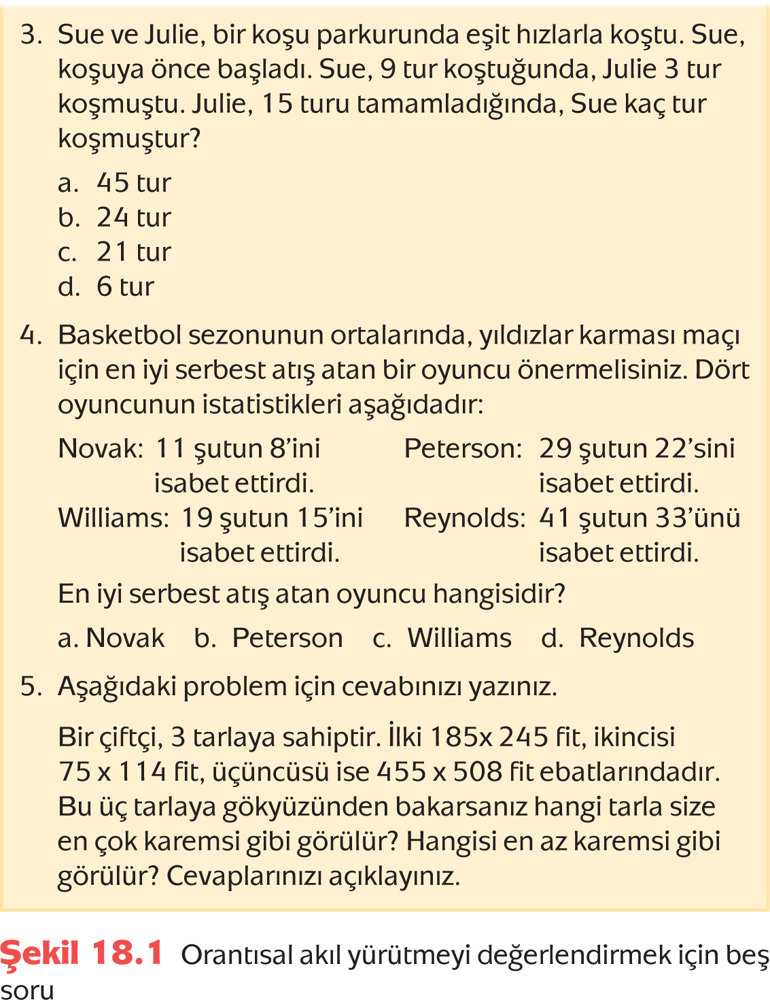 3. Sue ve Julie, bir koşu parkurunda eşit hızlarla koştu. Sue,
koşuya önce başladı. Sue, 9 tur koştuğunda, Julie 3 tur
koşmuştu. Julie, 15 turu tamamladığında, Sue kaç tur
koşmuştur?
a. 45 tur
b. 24 tur
c. 21 tur
d. 6 tur
4. Basketbol sezonunun ortalarında, yıldızlar karması maçı
için en iyi serbest atış atan bir oyuncu önermelisiniz. Dört
oyuncunun istatistikleri aşağıdadır:
Novak: 11 şutun 8’ini
isabet ettirdi.
Peterson: 29 şutun 22’sini
isabet ettirdi.
Williams: 19 şutun 15’ini
isabet ettirdi.
Reynolds: 41 şutun 33’ünü
isabet ettirdi.
En iyi serbest atış atan oyuncu hangisidir?
a. Novak b. Peterson c. Williams d. Reynolds
5. Aşağıdaki problem için cevabınızı yazınız.
Bir çiftçi, 3 tarlaya sahiptir. İlki 185x 245 fit, ikincisi
75 x 114 fit, üçüncüsü ise 455 x 508 fit ebatlarındadır.
Bu üç tarlaya gökyüzünden bakarsanız hangi tarla size
en çok karemsi gibi görülür? Hangisi en az karemsi gibi
görülür? Cevaplarınızı açıklayınız.
Şekil 18.1 Orantısal akıl yürütmeyi değerlendirmek için beş
soru